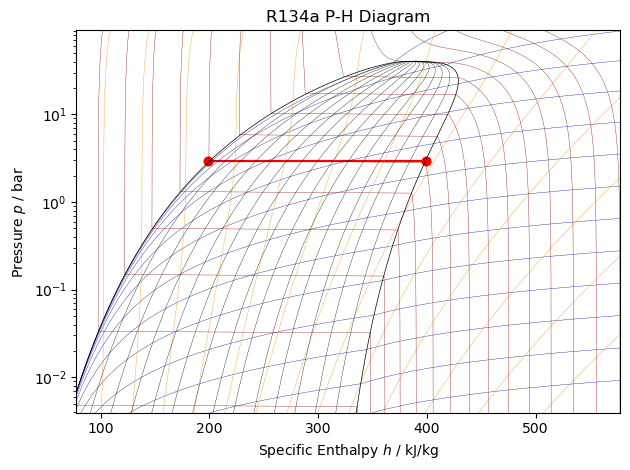 R134a P-H Diagram
Pressure p / bar
10¹
10⁰
10⁻¹
10⁻²
100 200 300 400 500
Specific Enthalpy h / kJ/kg